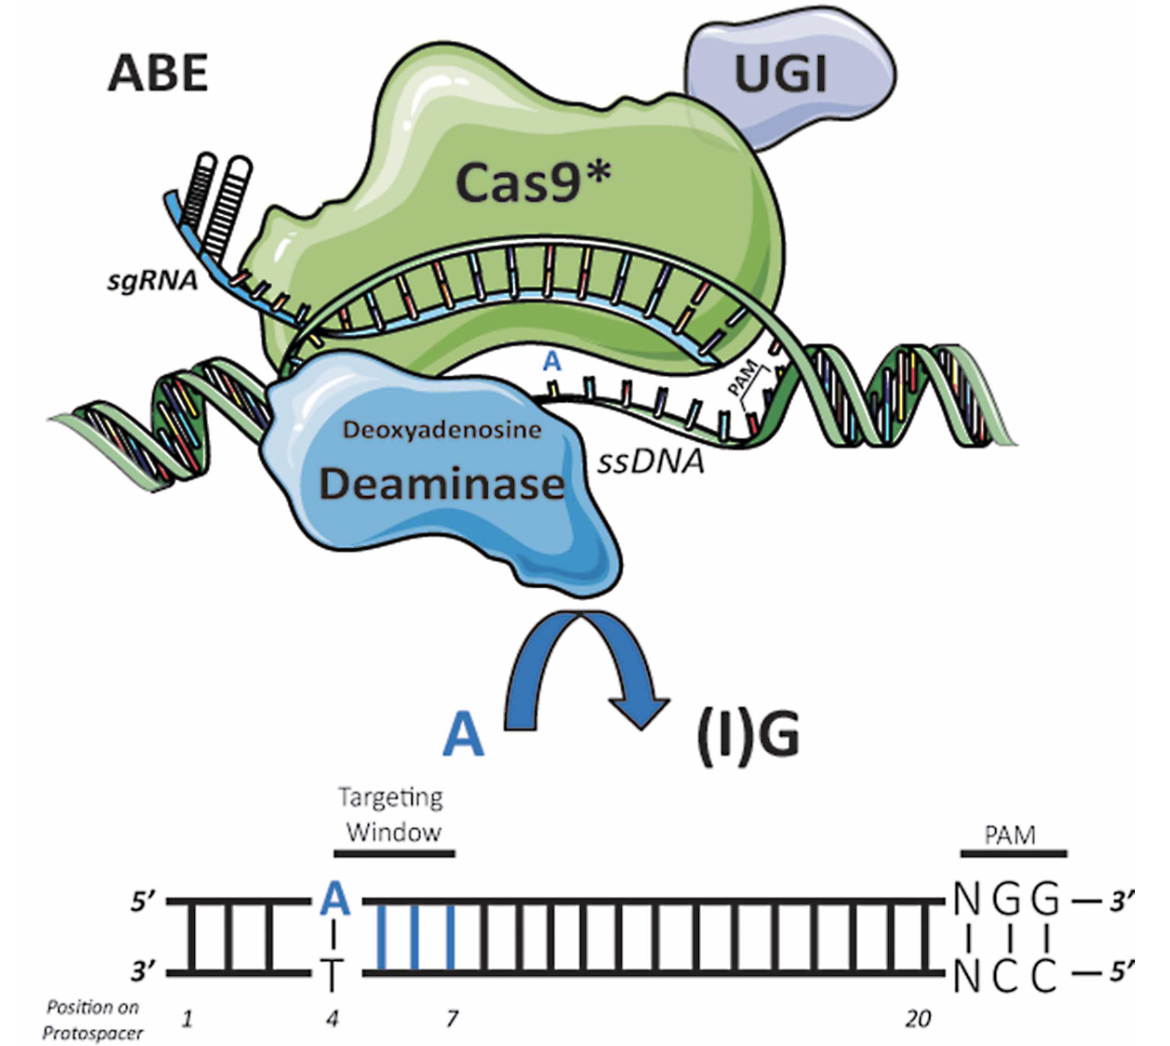 ABE
UGI
Cas9*
sgRNA
A
PAM
Deoxyadenosine
Deaminase
ssDNA
A
(I)G
Targeting
Window
PAM
5’ A N G G 3’
3’ T N C C 5’
Position on
Protospacer
1 4 7 20